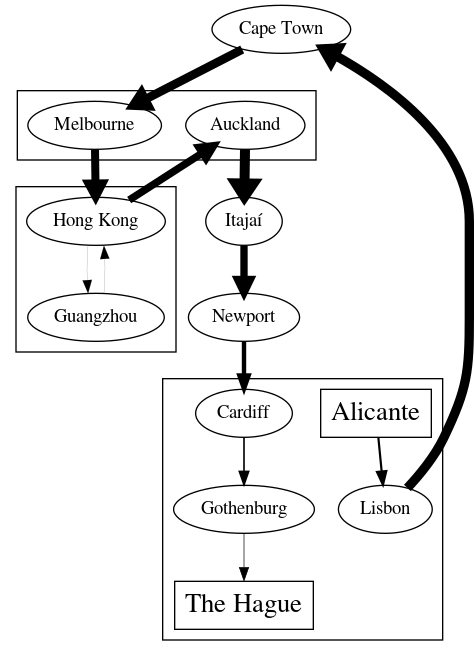 Cape Town
Melbourne
Auckland
Hong Kong
Itajaí
Guangzhou
Newport
Cardiff
Alicante
Gothenburg
Lisbon
The Hague